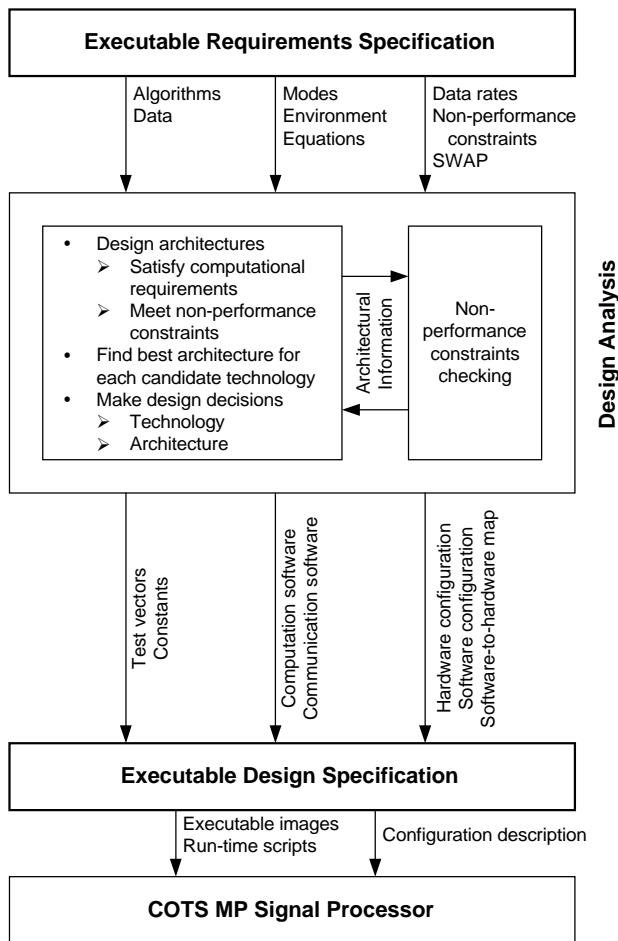 Executable Requirements Specification
Algorithms
Data
Modes
Environment
Equations
Data rates
Non-performance
constraints
SWAP
• Design architectures
➢ Satisfy computational
requirements
➢ Meet non-performance
constraints
• Find best architecture for
each candidate technology
• Make design decisions
➢ Technology
➢ Architecture
Architectural
Information
Non-
performance
constraints
checking
Design Analysis
Test vectors
Constants
Computation software
Communication software
Hardware configuration
Software configuration
Software-to-hardware map
Executable Design Specification
Executable images
Run-time scripts
Configuration description
COTS MP Signal Processor